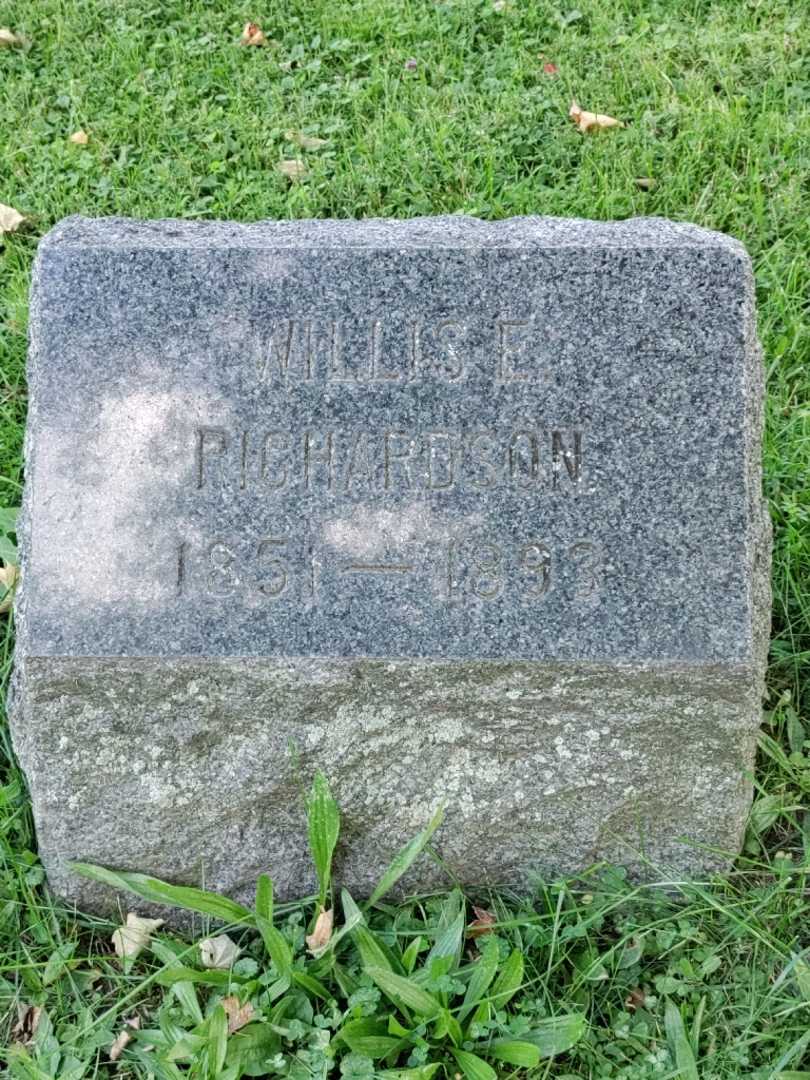 WILLIS E.
RICHARDSON
1851 — 1893